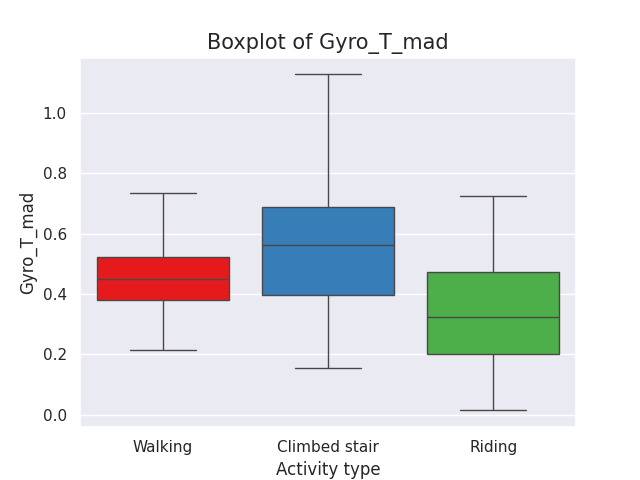 Boxplot of Gyro_T_mad
1.0
0.8
0.6
0.4
0.2
0.0
Gyro_T_mad
Walking
Climbed stair
Riding
Activity type